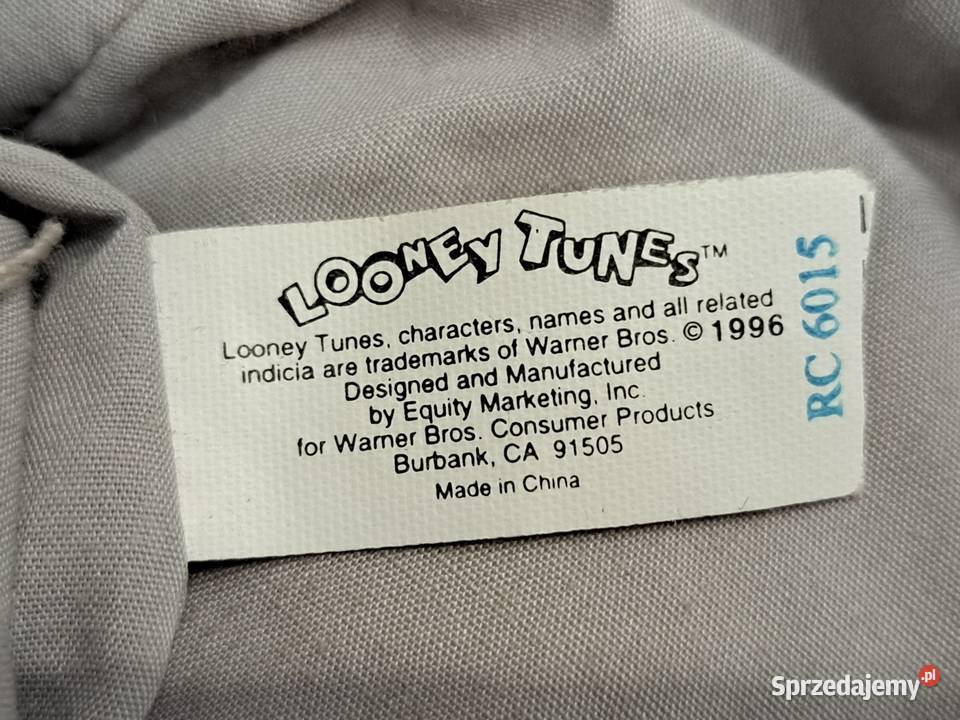 LOONEY TUNES™
Looney Tunes, characters, names and all related
indicia are trademarks of Warner Bros. © 1996
Designed and Manufactured
by Equity Marketing, Inc.
for Warner Bros. Consumer Products
Burbank, CA 91505
Made in China
RC 6015
Sprzedajemy.pl